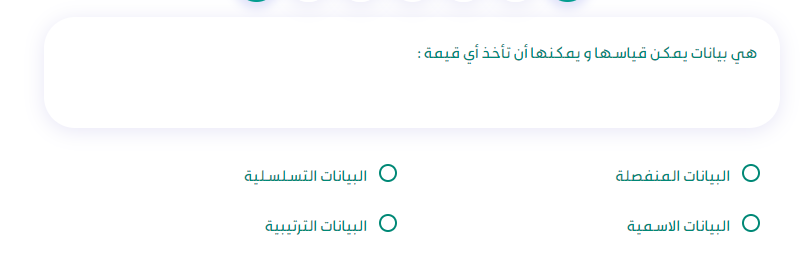 هي بيانات يمكن قياسها و يمكنها أن تأخذ أي قيمة :
البيانات المنفصلة
البيانات التسلسلية
البيانات الاسمية
البيانات الترتيبية